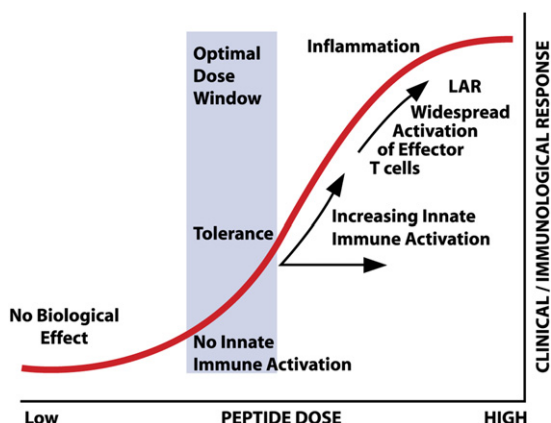 Optimal
Dose
Window
Inflammation
LAR
Widespread
Activation
of Effector
T cells
Tolerance
Increasing Innate
Immune Activation
No Biological
Effect
No Innate
Immune Activation
Low
PEPTIDE DOSE
HIGH
CLINICAL / IMMUNOLOGICAL RESPONSE